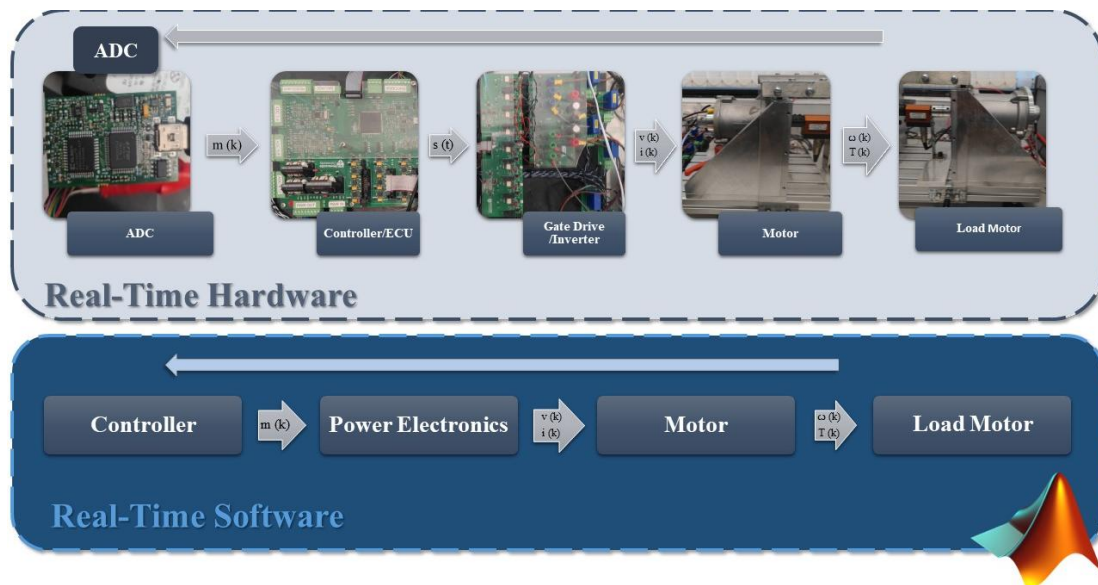 ADC
m (k)
s (t)
v (k)
i (k)
ω (k)
T (k)
ADC
Controller/ECU
Gate Drive
/Inverter
Motor
Load Motor
Real-Time Hardware
Controller
m (k)
Power Electronics
v (k)
i (k)
Motor
ω (k)
T (k)
Load Motor
Real-Time Software